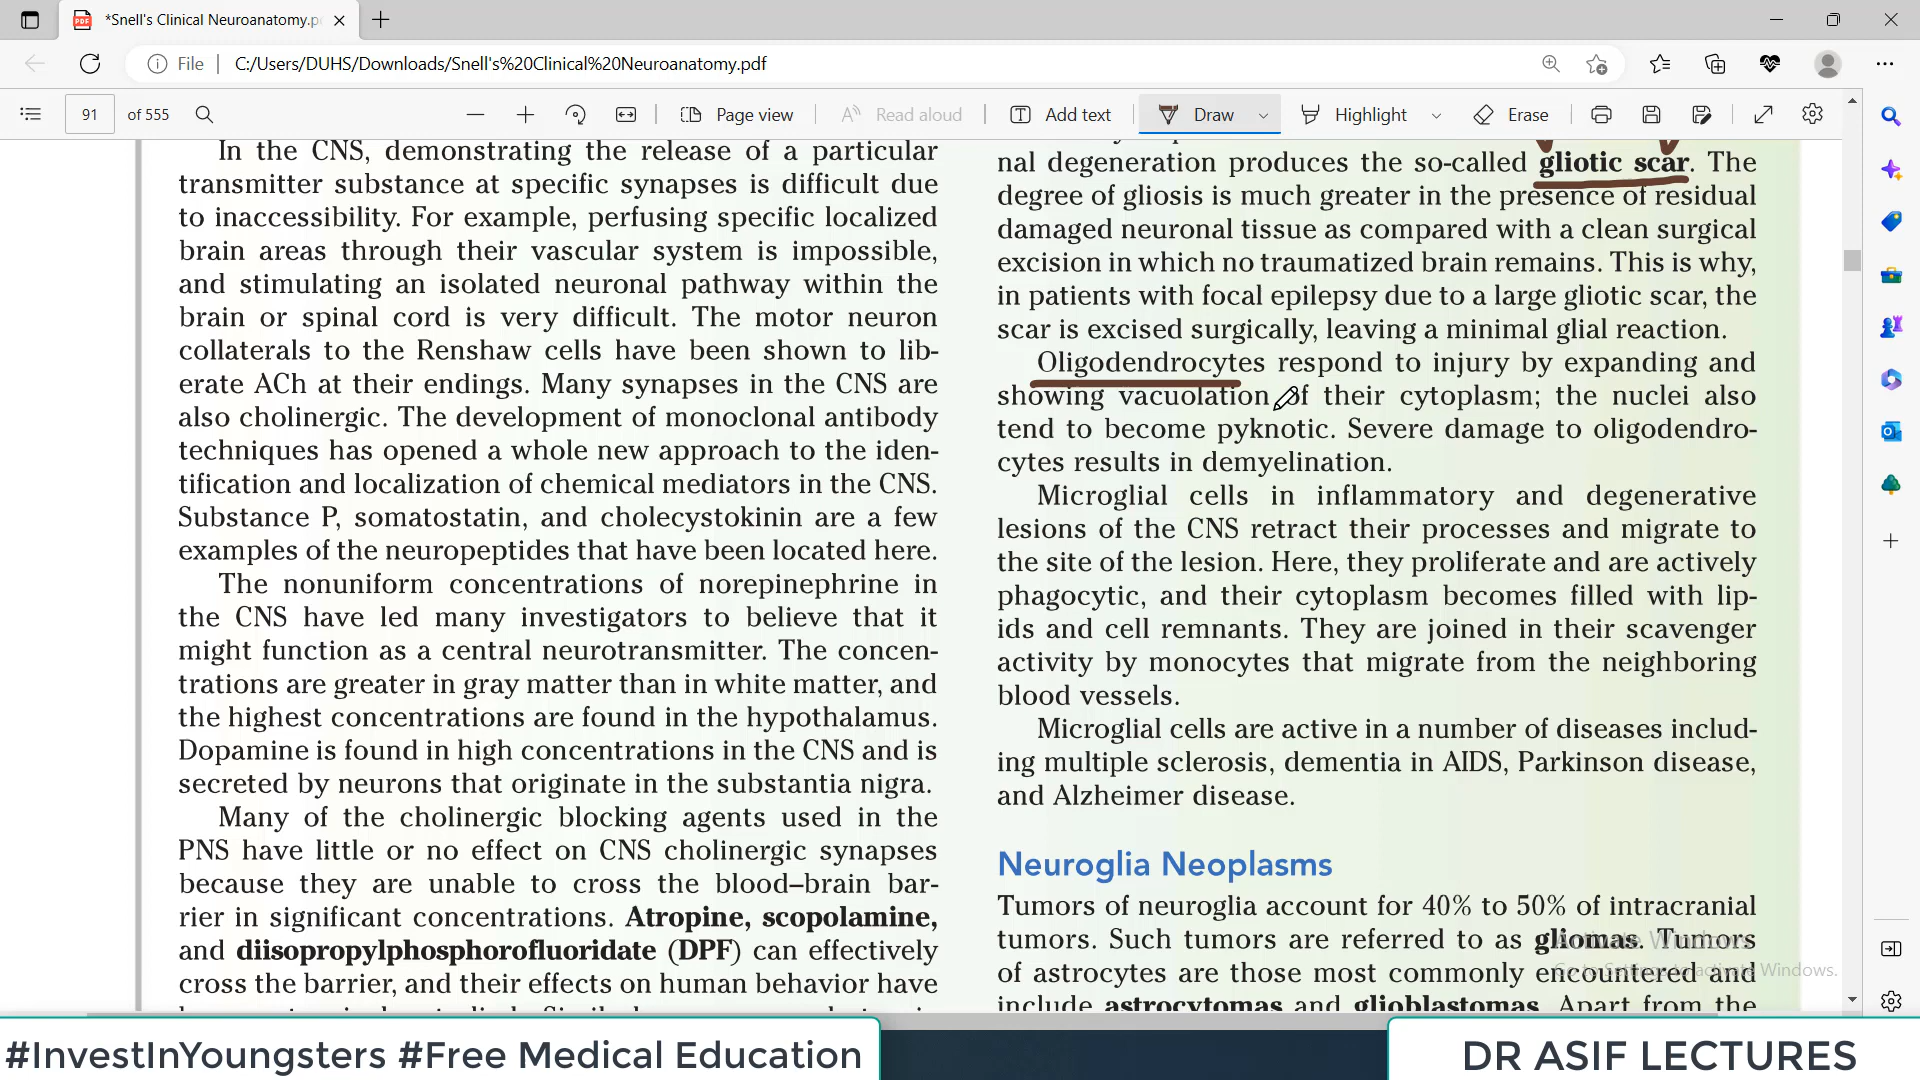 *Snell's Clinical Neuroanatomy.p
File
C:/Users/DUHS/Downloads/Snell's%20Clinical%20Neuroanatomy.pdf
91 of 555
Page view
Read aloud
Add text
Draw
Highlight
Erase
In the CNS, demonstrating the release of a particular
transmitter substance at specific synapses is difficult due
to inaccessibility. For example, perfusing specific localized
brain areas through their vascular system is impossible,
and stimulating an isolated neuronal pathway within the
brain or spinal cord is very difficult. The motor neuron
collaterals to the Renshaw cells have been shown to lib-
erate ACh at their endings. Many synapses in the CNS are
also cholinergic. The development of monoclonal antibody
techniques has opened a whole new approach to the iden-
tification and localization of chemical mediators in the CNS.
Substance P, somatostatin, and cholecystokinin are a few
examples of the neuropeptides that have been located here.
The nonuniform concentrations of norepinephrine in
the CNS have led many investigators to believe that it
might function as a central neurotransmitter. The concen-
trations are greater in gray matter than in white matter, and
the highest concentrations are found in the hypothalamus.
Dopamine is found in high concentrations in the CNS and is
secreted by neurons that originate in the substantia nigra.
Many of the cholinergic blocking agents used in the
PNS have little or no effect on CNS cholinergic synapses
because they are unable to cross the blood–brain bar-
rier in significant concentrations. Atropine, scopolamine,
and diisopropylphosphorofluoridate (DPF) can effectively
cross the barrier, and their effects on human behavior have
nal degeneration produces the so-called gliotic scar. The
degree of gliosis is much greater in the presence of residual
damaged neuronal tissue as compared with a clean surgical
excision in which no traumatized brain remains. This is why,
in patients with focal epilepsy due to a large gliotic scar, the
scar is excised surgically, leaving a minimal glial reaction.
Oligodendrocytes respond to injury by expanding and
showing vacuolation of their cytoplasm; the nuclei also
tend to become pyknotic. Severe damage to oligodendro-
cytes results in demyelination.
Microglial cells in inflammatory and degenerative
lesions of the CNS retract their processes and migrate to
the site of the lesion. Here, they proliferate and are actively
phagocytic, and their cytoplasm becomes filled with lip-
ids and cell remnants. They are joined in their scavenger
activity by monocytes that migrate from the neighboring
blood vessels.
Microglial cells are active in a number of diseases includ-
ing multiple sclerosis, dementia in AIDS, Parkinson disease,
and Alzheimer disease.
Neuroglia Neoplasms
Tumors of neuroglia account for 40% to 50% of intracranial
tumors. Such tumors are referred to as gliomas. Tumors
of astrocytes are those most commonly encountered and
include astrocytomas and glioblastomas. Apart from the
Activate Windows
Go to Settings to activate Windows.
#InvestInYoungsters #Free Medical Education
DR ASIF LECTURES